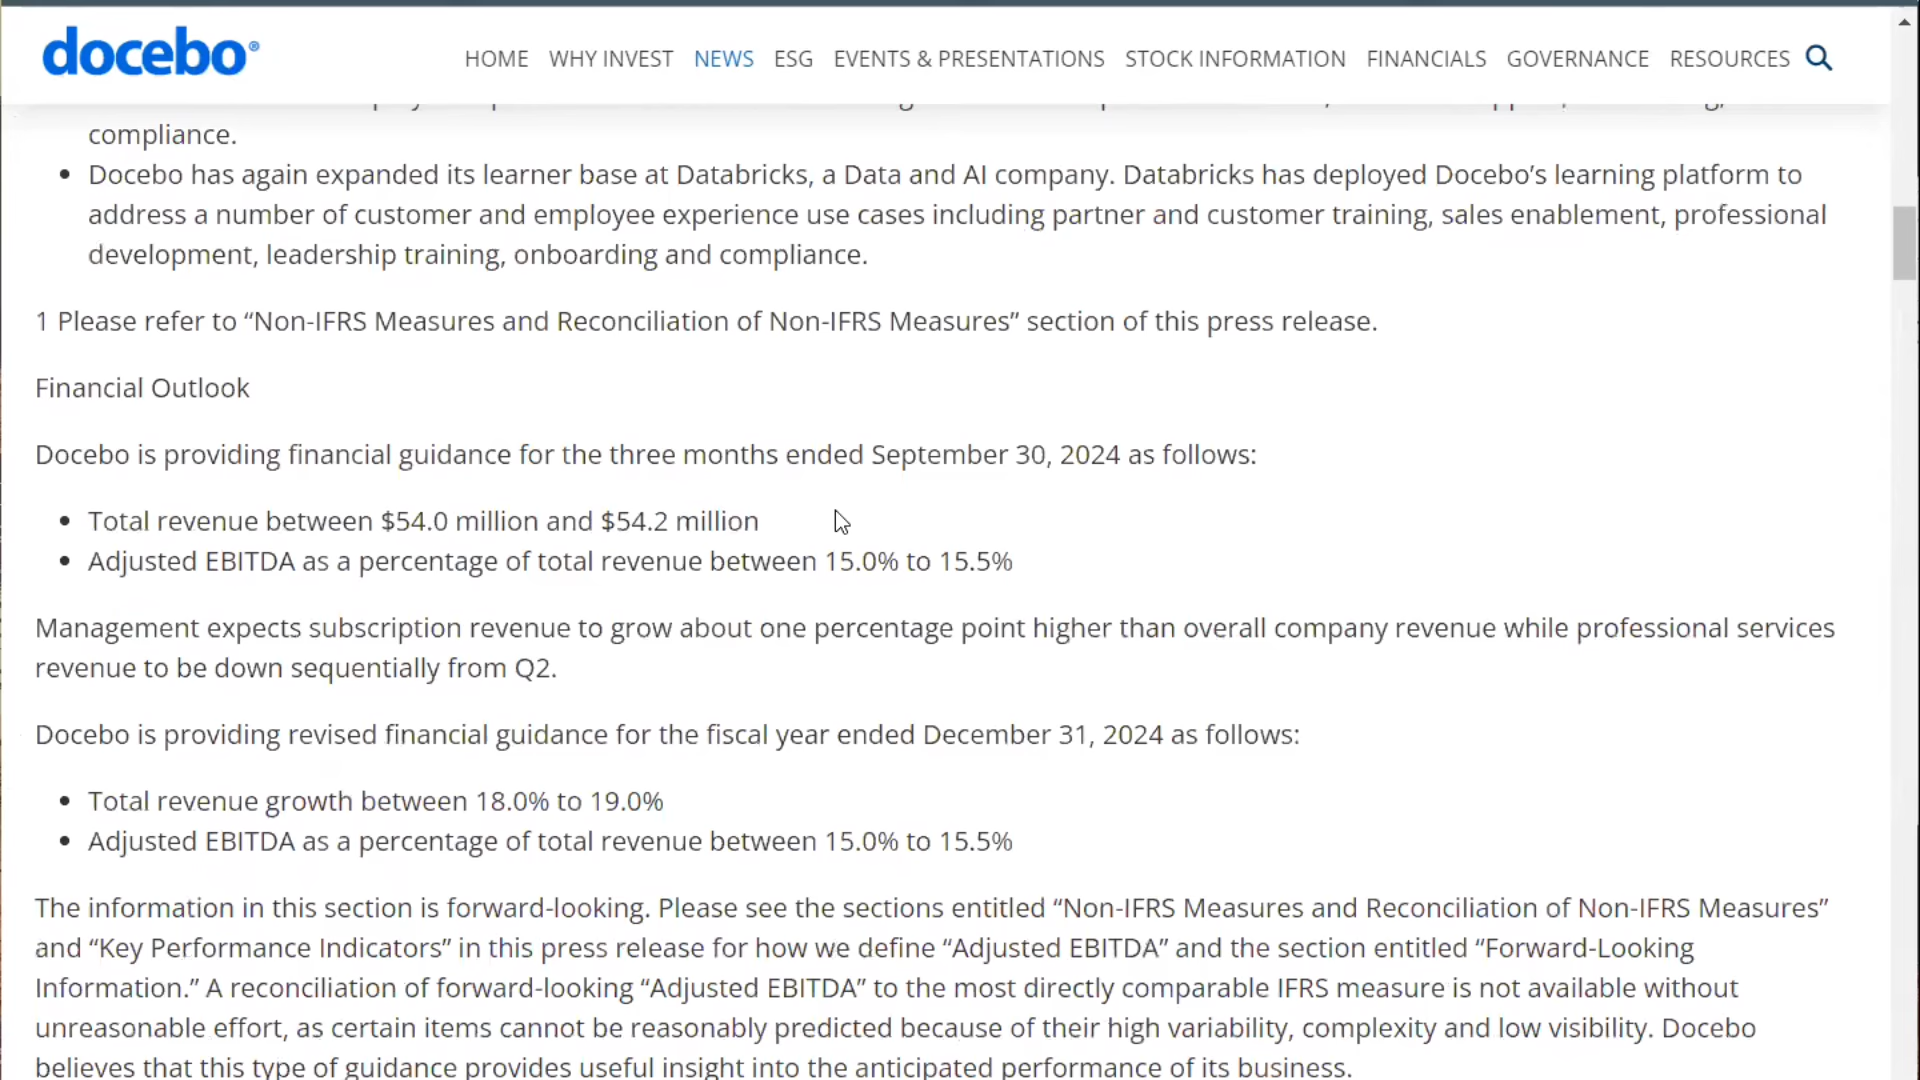 docebo®
HOME WHY INVEST NEWS ESG EVENTS & PRESENTATIONS STOCK INFORMATION FINANCIALS GOVERNANCE RESOURCES
compliance.
• Docebo has again expanded its learner base at Databricks, a Data and AI company. Databricks has deployed Docebo’s learning platform to
address a number of customer and employee experience use cases including partner and customer training, sales enablement, professional
development, leadership training, onboarding and compliance.
1 Please refer to “Non-IFRS Measures and Reconciliation of Non-IFRS Measures” section of this press release.
Financial Outlook
Docebo is providing financial guidance for the three months ended September 30, 2024 as follows:
• Total revenue between $54.0 million and $54.2 million
• Adjusted EBITDA as a percentage of total revenue between 15.0% to 15.5%
Management expects subscription revenue to grow about one percentage point higher than overall company revenue while professional services
revenue to be down sequentially from Q2.
Docebo is providing revised financial guidance for the fiscal year ended December 31, 2024 as follows:
• Total revenue growth between 18.0% to 19.0%
• Adjusted EBITDA as a percentage of total revenue between 15.0% to 15.5%
The information in this section is forward-looking. Please see the sections entitled “Non-IFRS Measures and Reconciliation of Non-IFRS Measures”
and “Key Performance Indicators” in this press release for how we define “Adjusted EBITDA” and the section entitled “Forward-Looking
Information.” A reconciliation of forward-looking “Adjusted EBITDA” to the most directly comparable IFRS measure is not available without
unreasonable effort, as certain items cannot be reasonably predicted because of their high variability, complexity and low visibility. Docebo
believes that this type of guidance provides useful insight into the anticipated performance of its business.